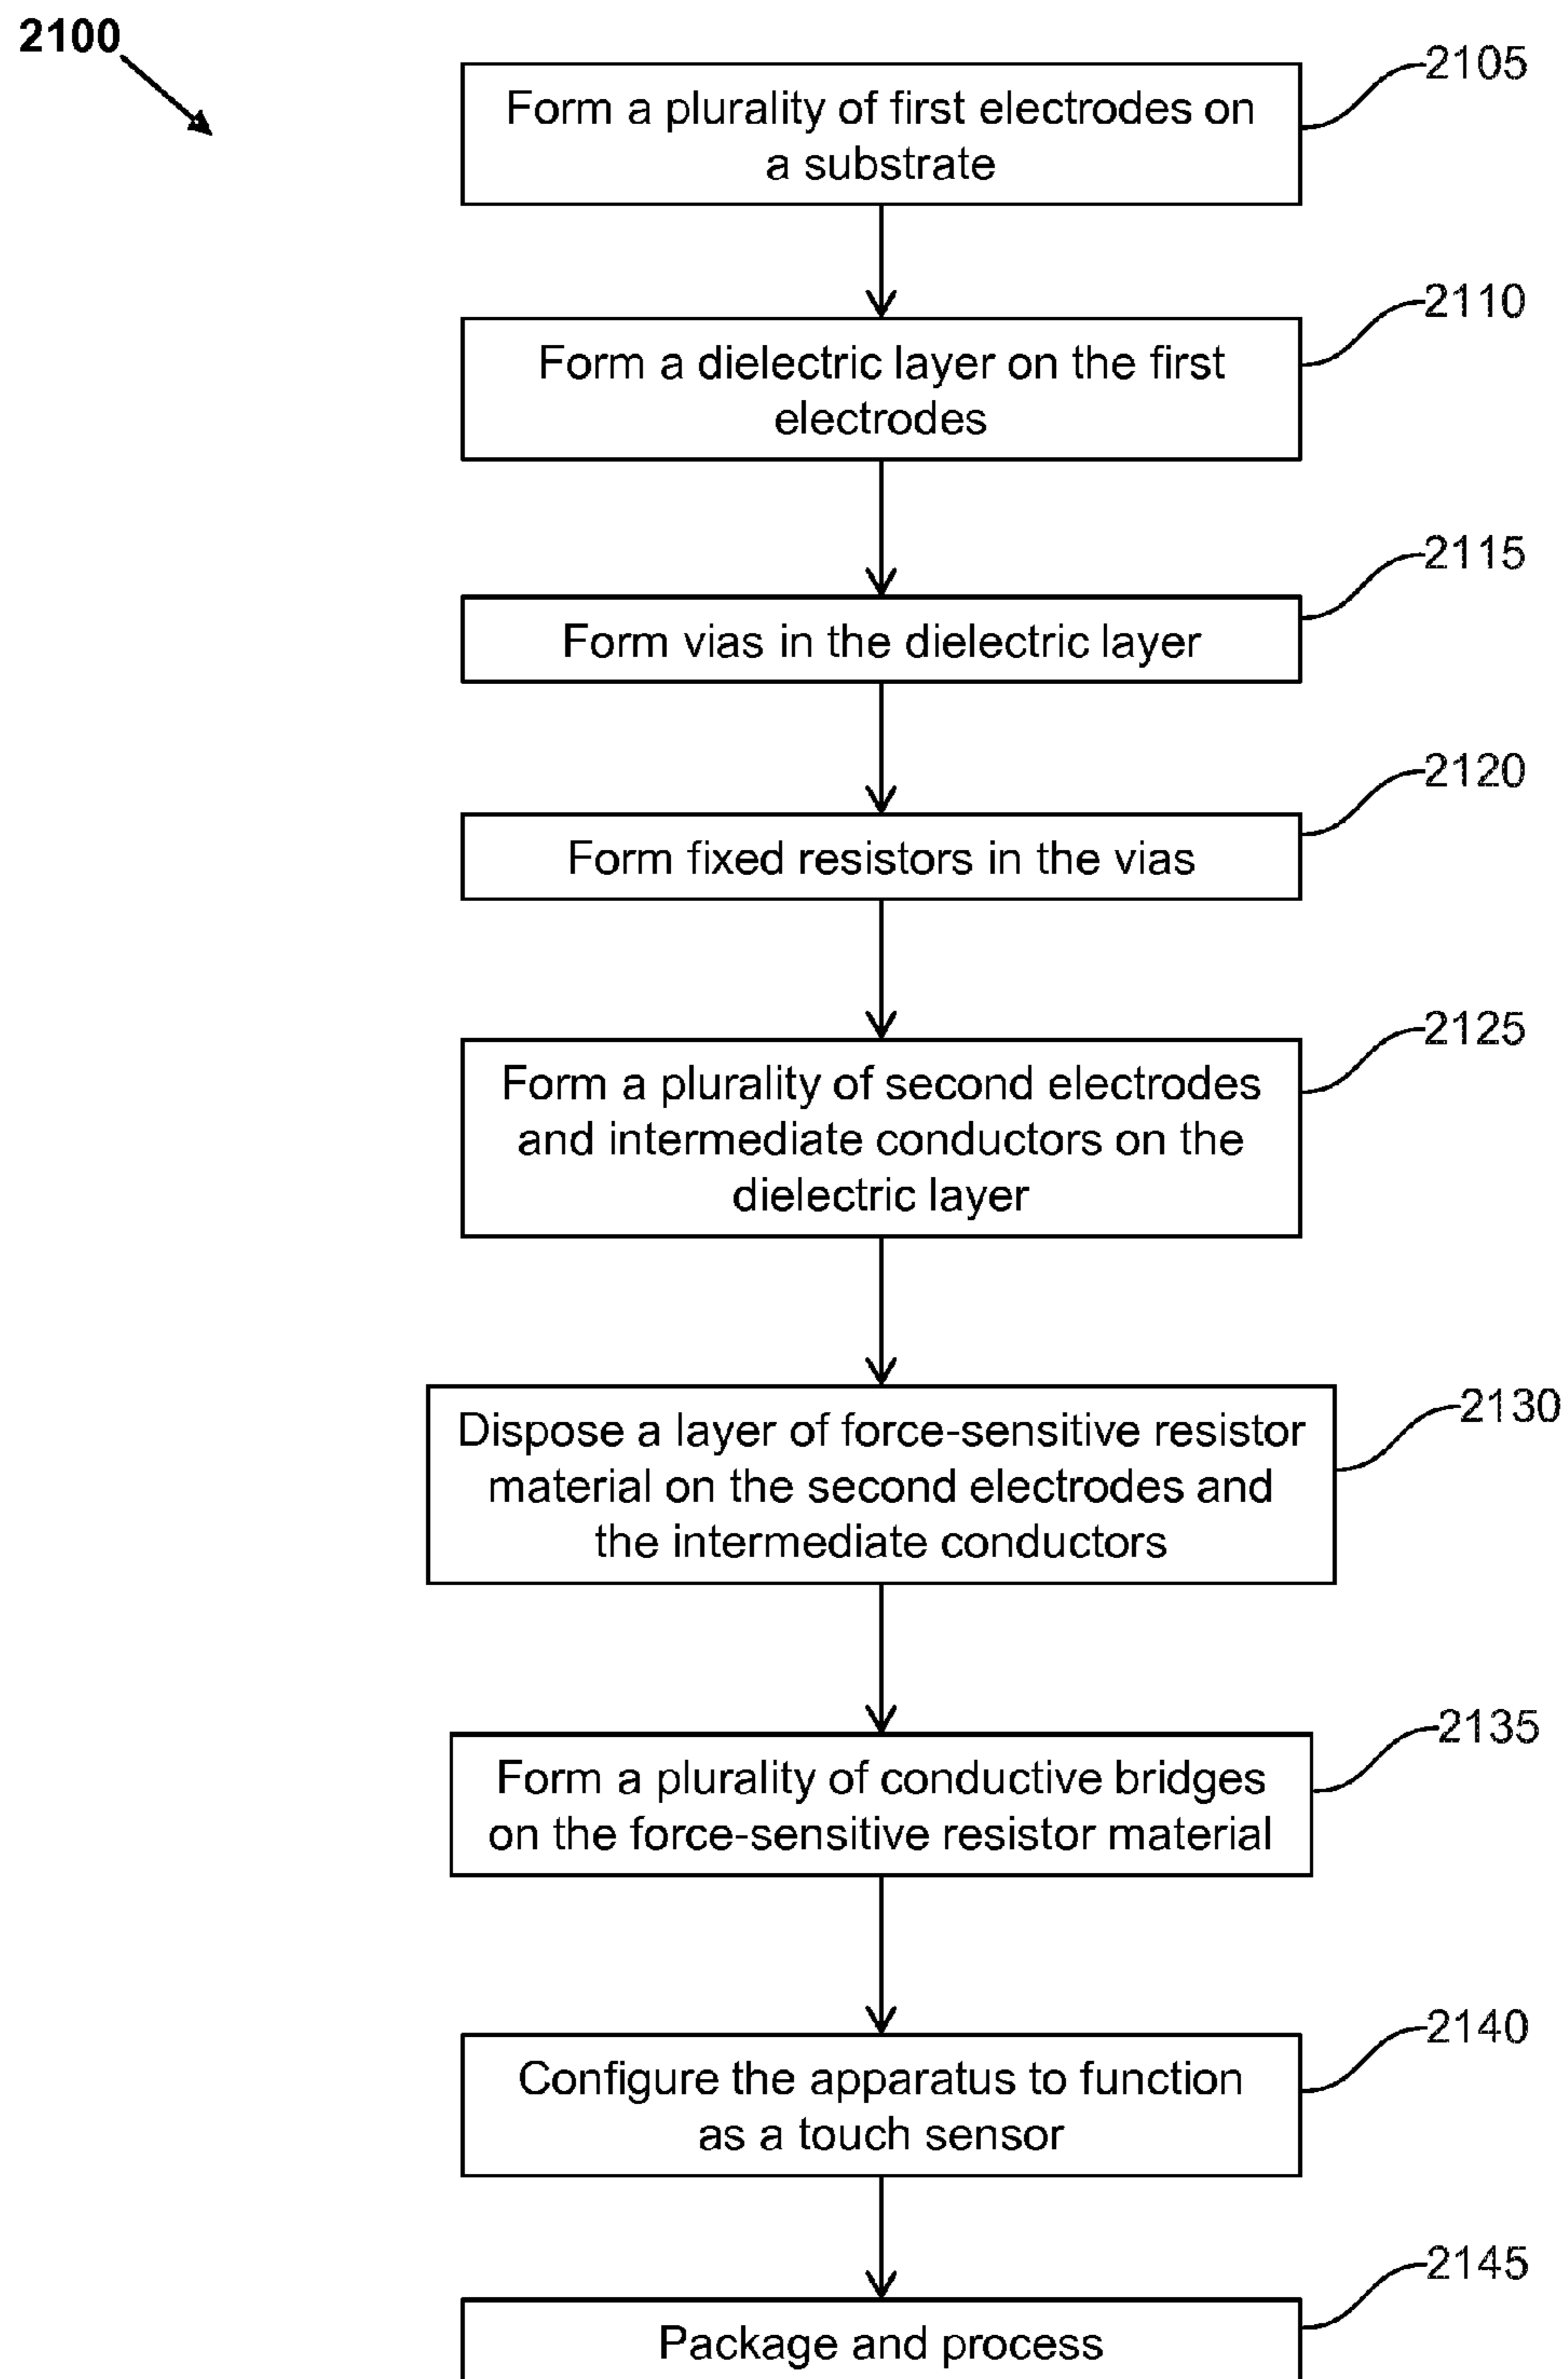 2100
2105
Form a plurality of first electrodes on
a substrate
2110
Form a dielectric layer on the first
electrodes
2115
Form vias in the dielectric layer
2120
Form fixed resistors in the vias
2125
Form a plurality of second electrodes
and intermediate conductors on the
dielectric layer
2130
Dispose a layer of force-sensitive resistor
material on the second electrodes and
the intermediate conductors
2135
Form a plurality of conductive bridges
on the force-sensitive resistor material
2140
Configure the apparatus to function
as a touch sensor
2145
Package and process